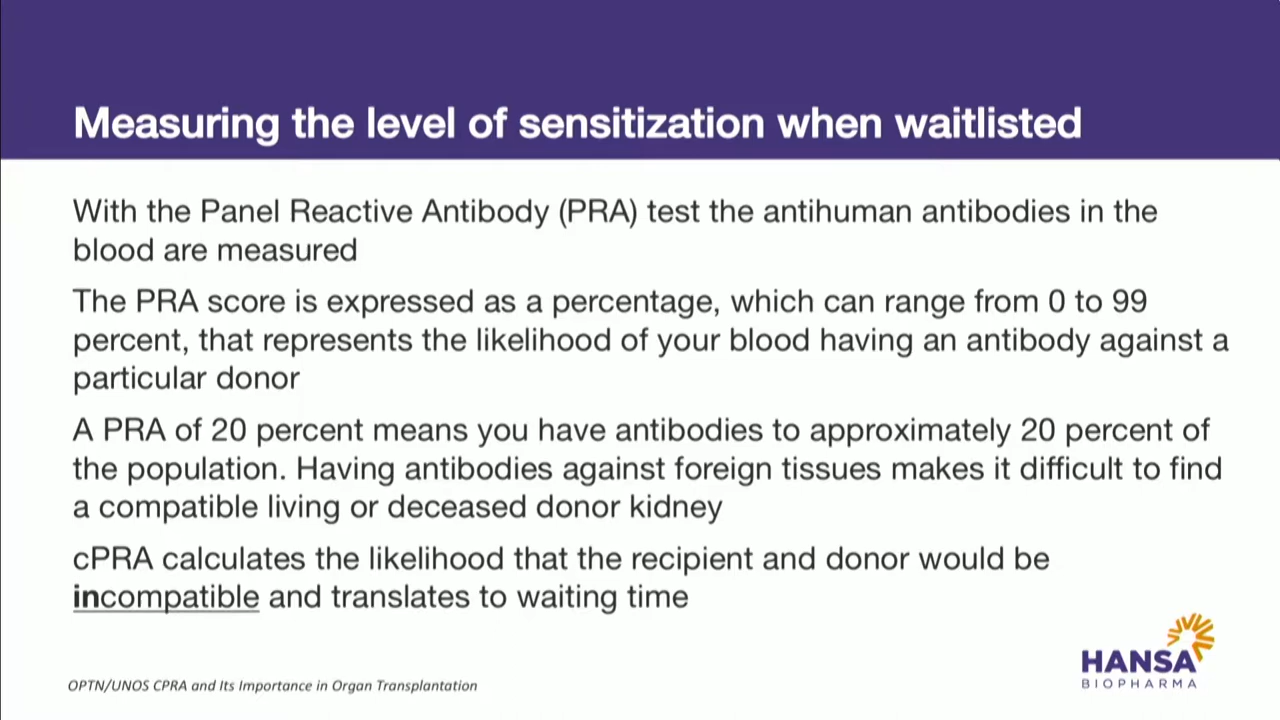 Measuring the level of sensitization when waitlisted
With the Panel Reactive Antibody (PRA) test the antihuman antibodies in the
blood are measured
The PRA score is expressed as a percentage, which can range from 0 to 99
percent, that represents the likelihood of your blood having an antibody against a
particular donor
A PRA of 20 percent means you have antibodies to approximately 20 percent of
the population. Having antibodies against foreign tissues makes it difficult to find
a compatible living or deceased donor kidney
cPRA calculates the likelihood that the recipient and donor would be
incompatible and translates to waiting time
HANSA
BIOPHARMA
OPTN/UNOS CPRA and Its Importance in Organ Transplantation